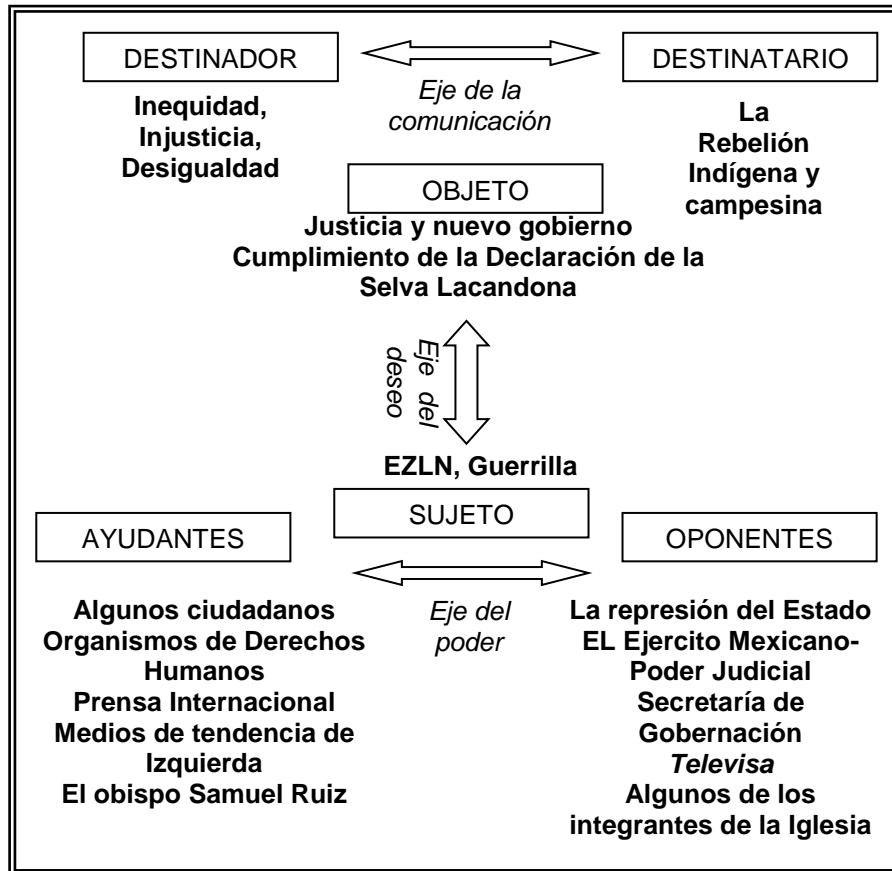 DESTINADOR
DESTINATARIO
Inequidad,
Injusticia,
Desigualdad
Eje de la
comunicación
La
Rebelión
Indígena y
campesina
OBJETO
Justicia y nuevo gobierno
Cumplimiento de la Declaración de la
Selva Lacandona
Eje del
deseo
EZLN, Guerrilla
SUJETO
AYUDANTES
OPONENTES
Algunos ciudadanos
Organismos de Derechos
Humanos
Prensa Internacional
Medios de tendencia de
Izquierda
El obispo Samuel Ruiz
Eje del
poder
La represión del Estado
EL Ejercito Mexicano-
Poder Judicial
Secretaría de
Gobernación
Televisa
Algunos de los
integrantes de la Iglesia